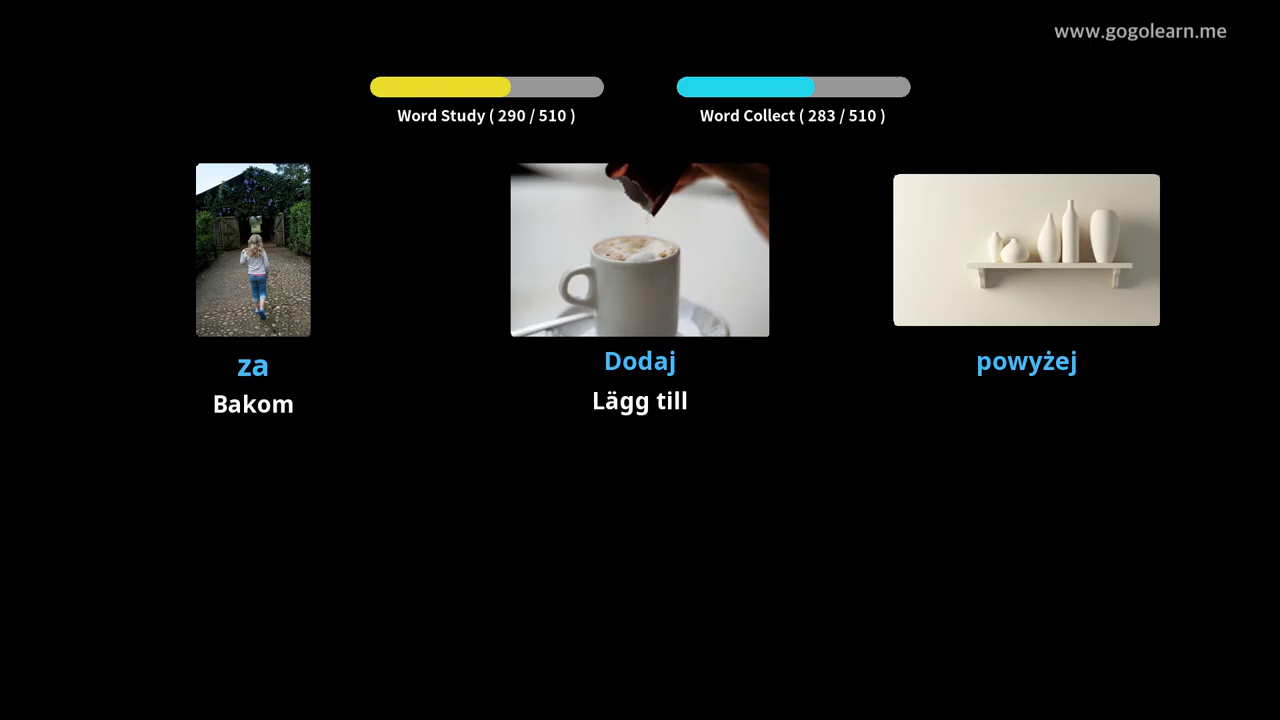 www.gogolearn.me
Word Study ( 290 / 510 )
Word Collect ( 283 / 510 )
za
Bakom
Dodaj
Lägg till
powyżej